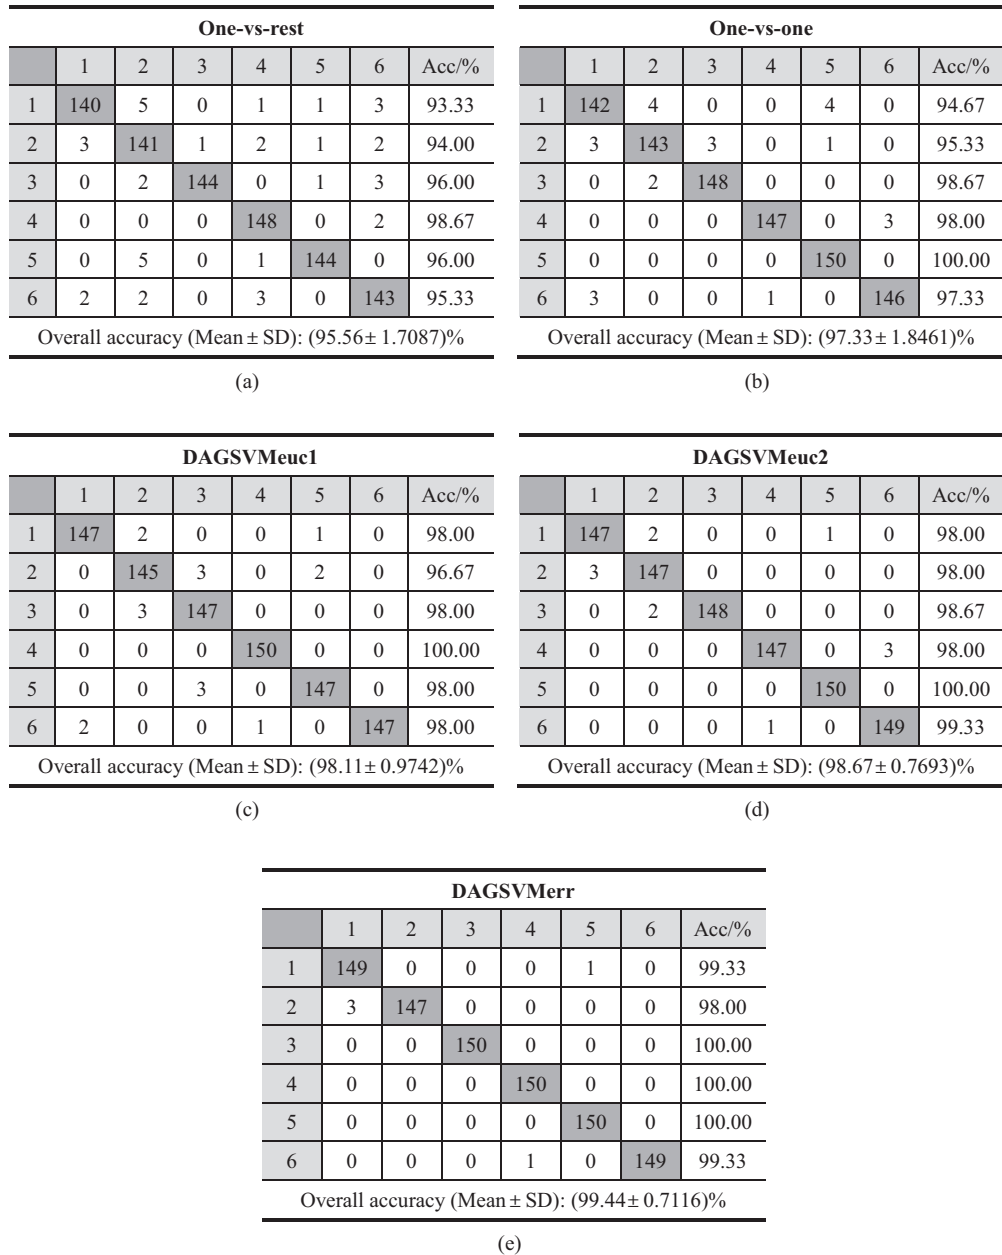 One-vs-rest
1 2 3 4 5 6 Acc/%
1 140 5 0 1 1 3 93.33
2 3 141 1 2 1 2 94.00
3 0 2 144 0 1 3 96.00
4 0 0 0 148 0 2 98.67
5 0 5 0 1 144 0 96.00
6 2 2 0 3 0 143 95.33
Overall accuracy (Mean ± SD): (95.56± 1.7087)%
(a)
One-vs-one
1 2 3 4 5 6 Acc/%
1 142 4 0 0 4 0 94.67
2 3 143 3 0 1 0 95.33
3 0 2 148 0 0 0 98.67
4 0 0 0 147 0 3 98.00
5 0 0 0 0 150 0 100.00
6 3 0 0 1 0 146 97.33
Overall accuracy (Mean ± SD): (97.33± 1.8461)%
(b)
DAGSVMeuc1
1 2 3 4 5 6 Acc/%
1 147 2 0 0 1 0 98.00
2 0 145 3 0 2 0 96.67
3 0 3 147 0 0 0 98.00
4 0 0 0 150 0 0 100.00
5 0 0 3 0 147 0 98.00
6 2 0 0 1 0 147 98.00
Overall accuracy (Mean ± SD): (98.11± 0.9742)%
(c)
DAGSVMeuc2
1 2 3 4 5 6 Acc/%
1 147 2 0 0 1 0 98.00
2 3 147 0 0 0 0 98.00
3 0 2 148 0 0 0 98.67
4 0 0 0 147 0 3 98.00
5 0 0 0 0 150 0 100.00
6 0 0 0 1 0 149 99.33
Overall accuracy (Mean ± SD): (98.67± 0.7693)%
(d)
DAGSVMerr
1 2 3 4 5 6 Acc/%
1 149 0 0 0 1 0 99.33
2 3 147 0 0 0 0 98.00
3 0 0 150 0 0 0 100.00
4 0 0 0 150 0 0 100.00
5 0 0 0 0 150 0 100.00
6 0 0 0 1 0 149 99.33
Overall accuracy (Mean ± SD): (99.44± 0.7116)%
(e)